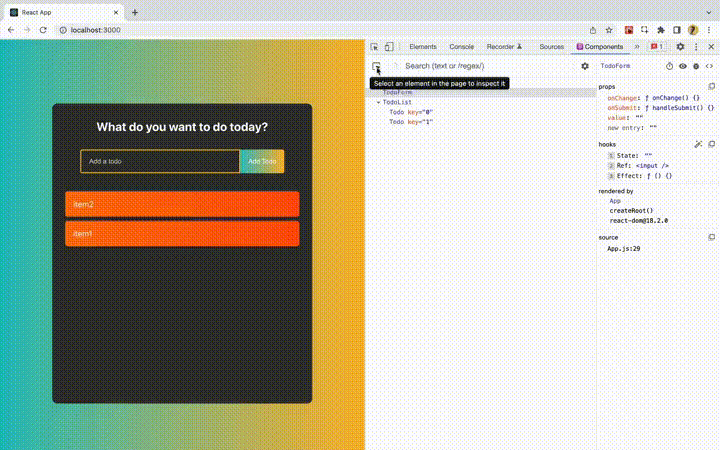 React App
localhost:3000
Elements
Console
Recorder
Sources
Components
1
Search (text or /regex/)
TodoForm
Select an element in the page to inspect it
TodoForm
TodoList
Todo key="0"
Todo key="1"
props
onChange: ƒ onChange() {}
onSubmit: ƒ handleSubmit() {}
value: ""
new entry: ""
hooks
1 State: ""
2 Ref: <input />
3 Effect: ƒ () {}
rendered by
App
createRoot()
react-dom@18.2.0
source
App.js:29
What do you want to do today?
Add a todo
Add Todo
item2
item1